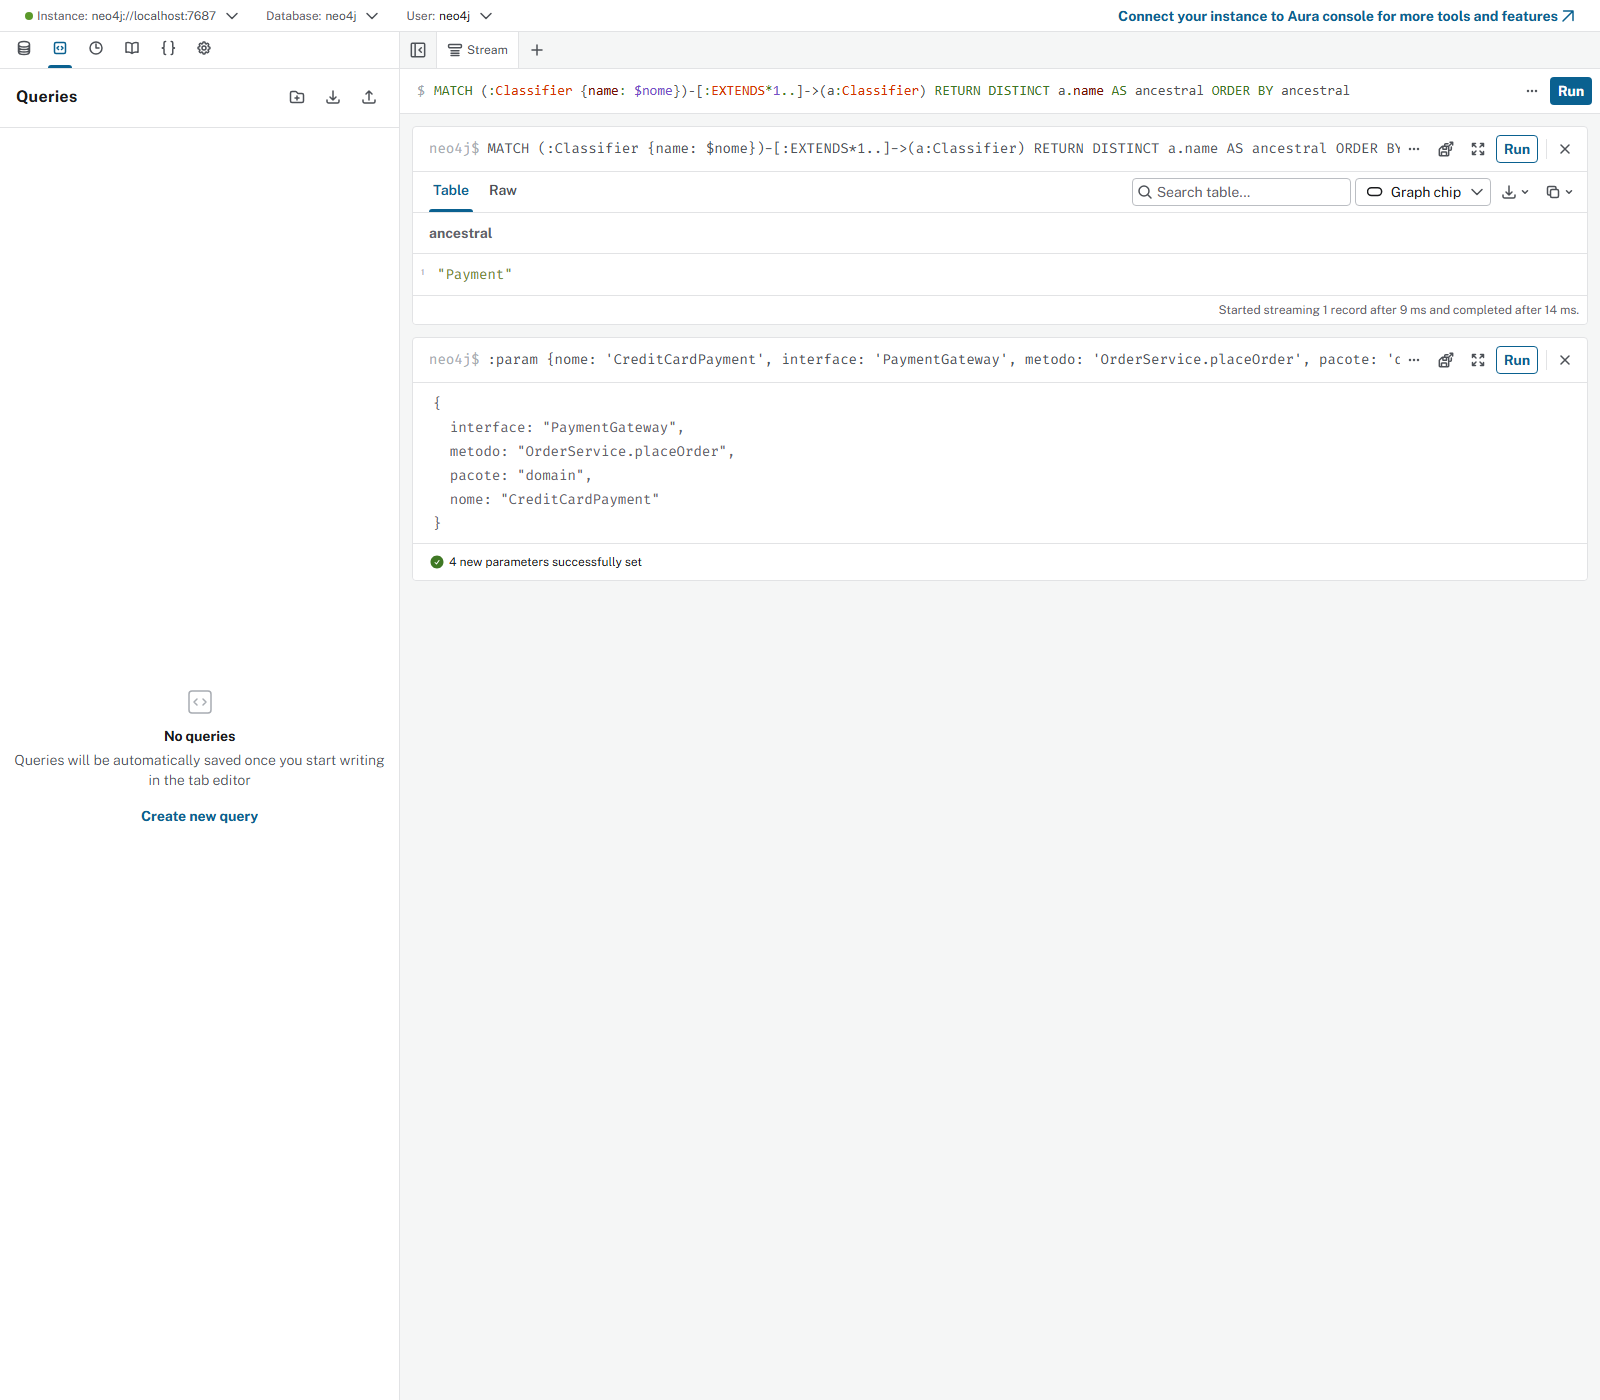 Instance: neo4j://localhost:7687 Database: neo4j User: neo4j Connect your instance to Aura console for more tools and features
Stream
Queries
$ MATCH (:Classifier {name: $nome})-[:EXTENDS*1..]->(a:Classifier) RETURN DISTINCT a.name AS ancestral ORDER BY ancestral
Run
neo4j$ MATCH (:Classifier {name: $nome})-[:EXTENDS*1..]->(a:Classifier) RETURN DISTINCT a.name AS ancestral ORDER BY
Run
Table Raw Search table... Graph chip
ancestral
1 "Payment"
Started streaming 1 record after 9 ms and completed after 14 ms.
neo4j$ :param {nome: 'CreditCardPayment', interface: 'PaymentGateway', metodo: 'OrderService.placeOrder', pacote: 'd
Run
{
interface: "PaymentGateway",
metodo: "OrderService.placeOrder",
pacote: "domain",
nome: "CreditCardPayment"
}
4 new parameters successfully set
No queries
Queries will be automatically saved once you start writing
in the tab editor
Create new query